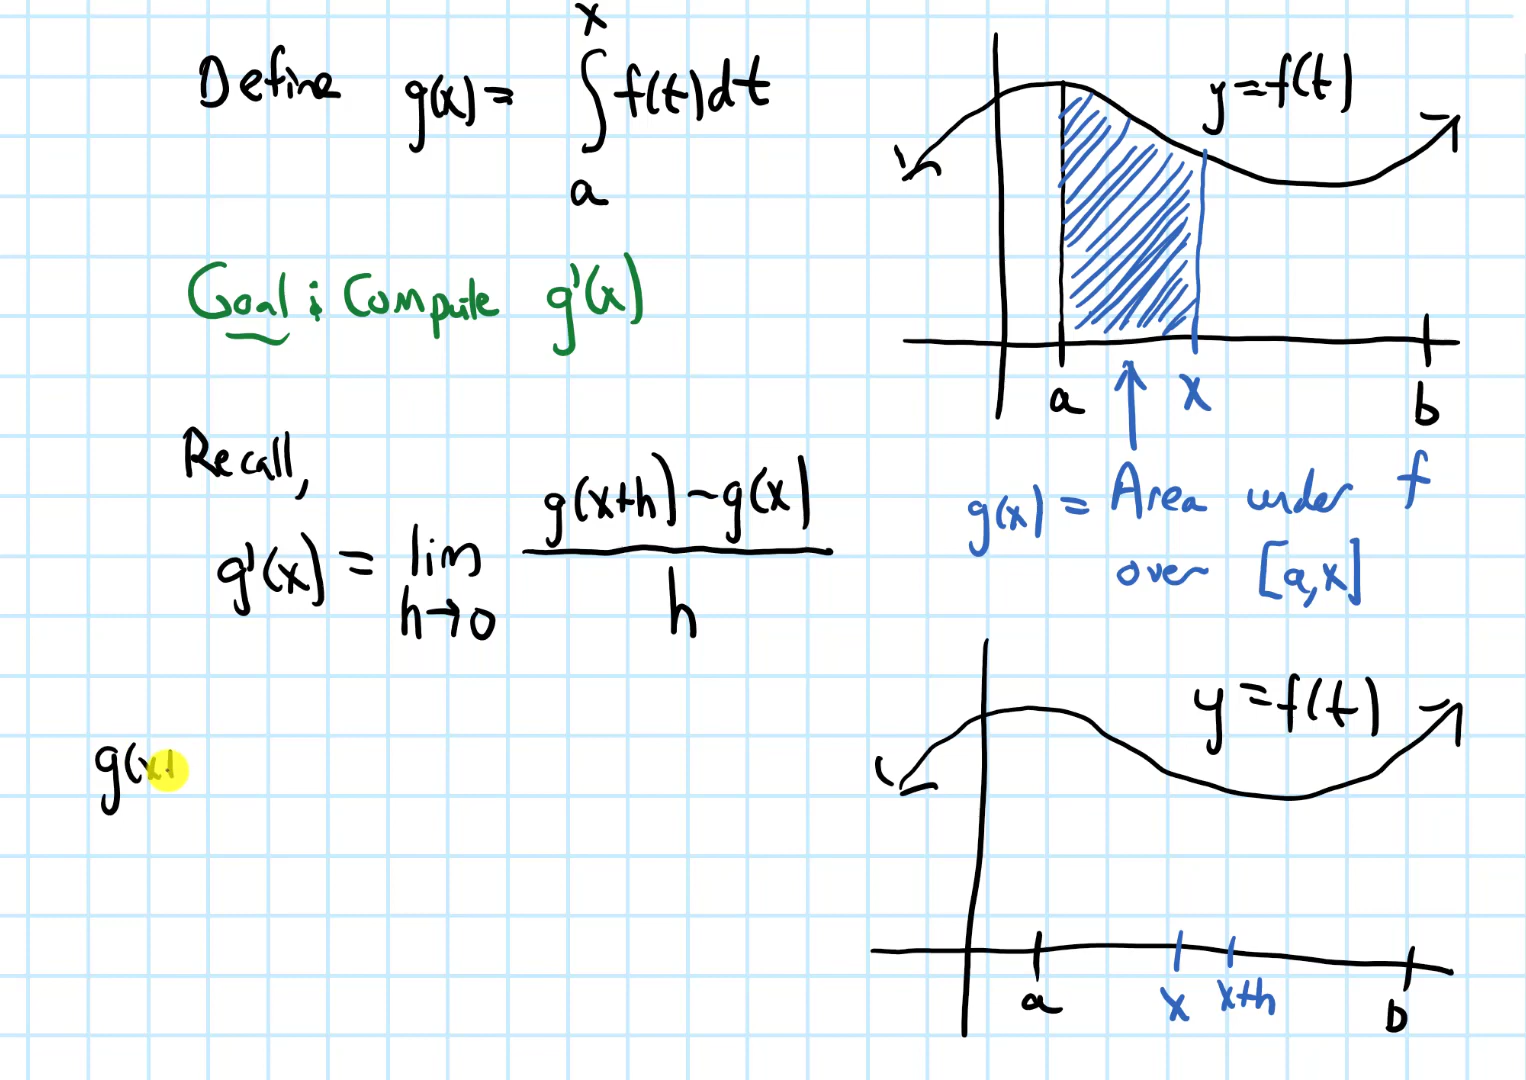 Define g(x) = ∫ₐˣ f(t)dt
Goal: Compute g'(x)
Recall,
g'(x) = lim h→0 (g(x+h) - g(x)) / h
g(x+
y = f(t)
a x b
g(x) = Area under f
over [a,x]
y = f(t)
a x x+h b